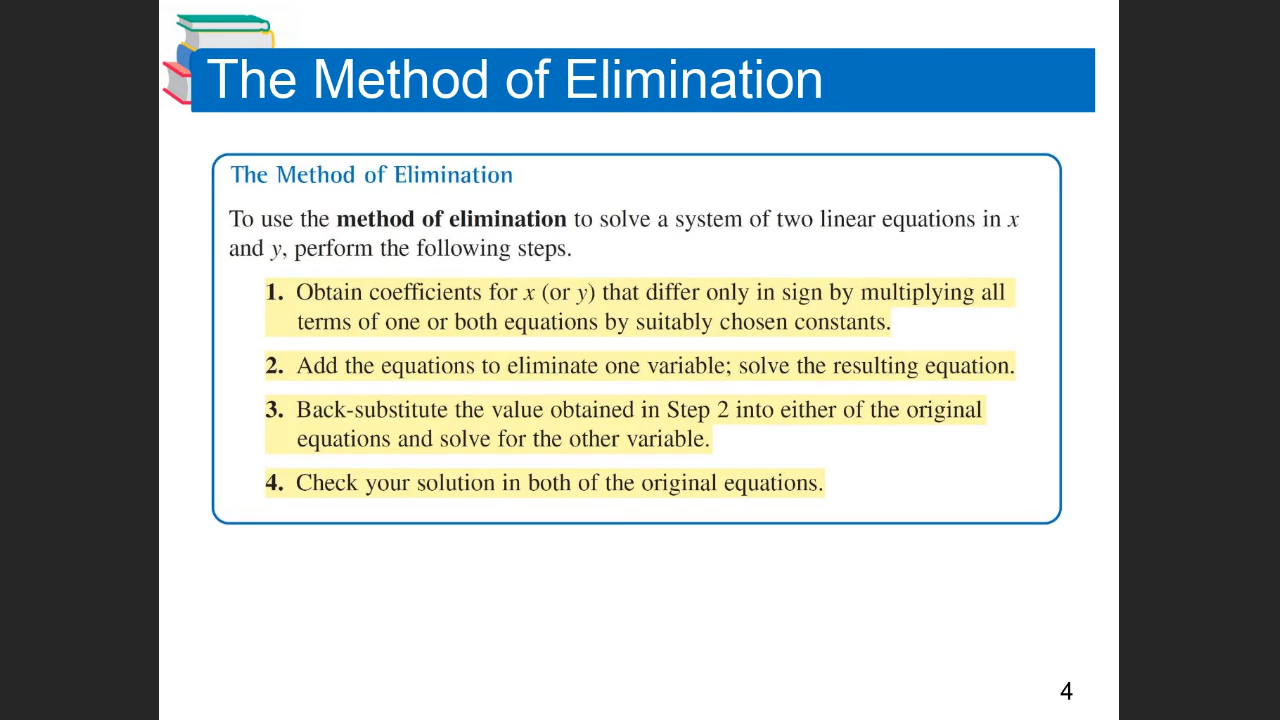 The Method of Elimination
The Method of Elimination
To use the method of elimination to solve a system of two linear equations in x
and y, perform the following steps.
1. Obtain coefficients for x (or y) that differ only in sign by multiplying all
terms of one or both equations by suitably chosen constants.
2. Add the equations to eliminate one variable; solve the resulting equation.
3. Back-substitute the value obtained in Step 2 into either of the original
equations and solve for the other variable.
4. Check your solution in both of the original equations.
4